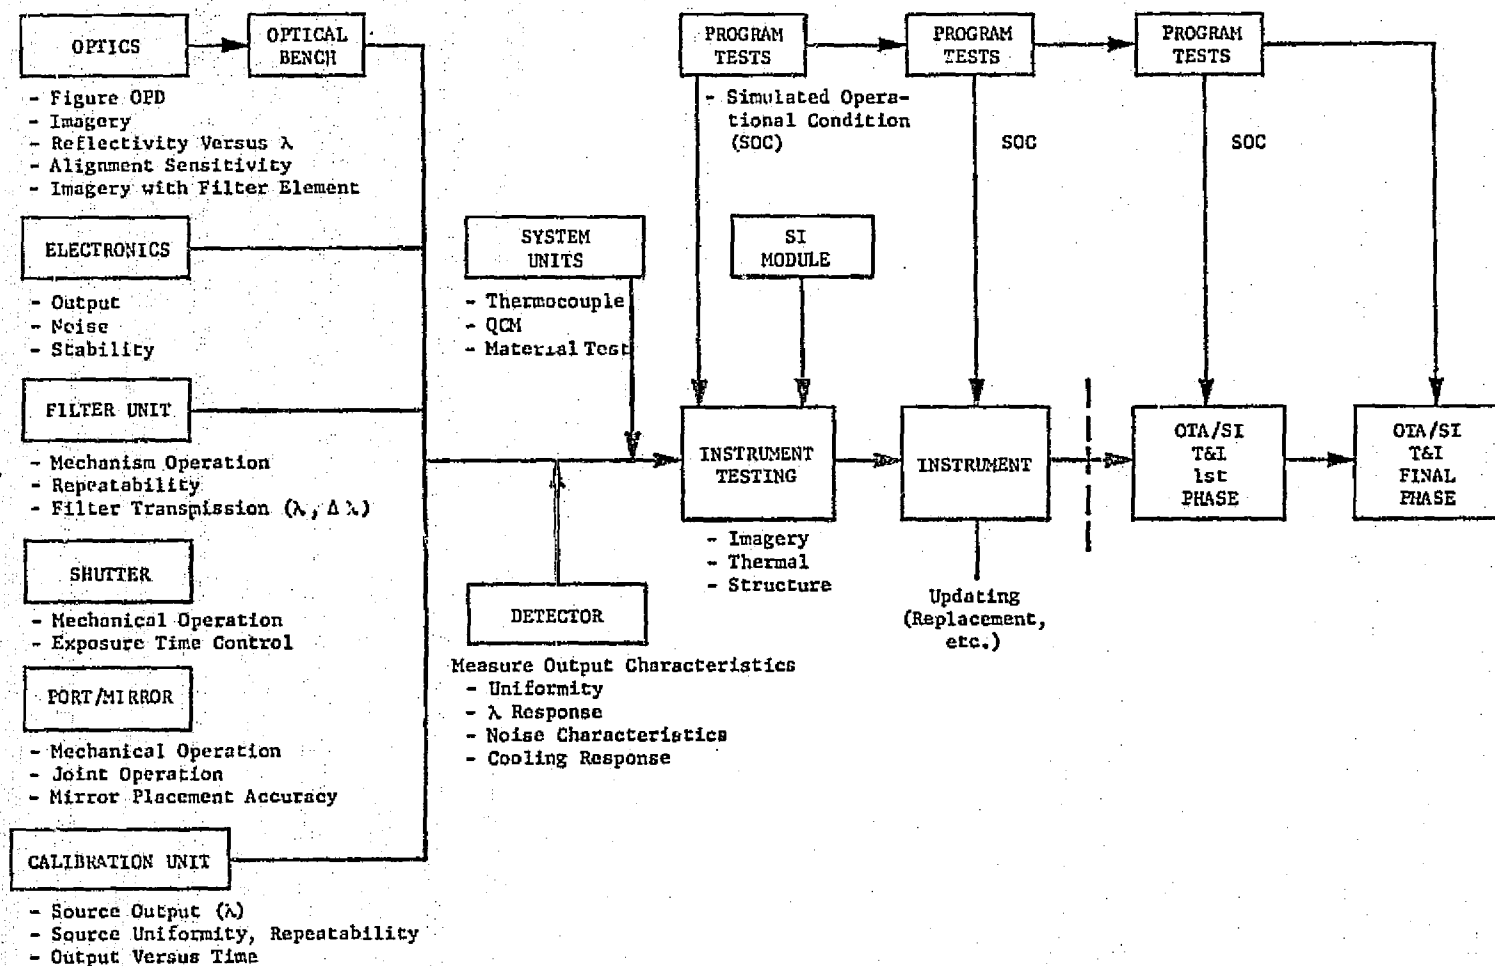 OPTICS
OPTICAL
BENCH
- Figure OPD
- Imagery
- Reflectivity Versus λ
- Alignment Sensitivity
- Imagery with Filter Element
ELECTRONICS
- Output
- Noise
- Stability
FILTER UNIT
- Mechanism Operation
- Repeatability
- Filter Transmission (λ, Δ λ)
SHUTTER
- Mechanical Operation
- Exposure Time Control
PORT/MIRROR
- Mechanical Operation
- Joint Operation
- Mirror Placement Accuracy
CALIBRATION UNIT
- Source Output (λ)
- Source Uniformity, Repeatability
- Output Versus Time
SYSTEM
UNITS
- Thermocouple
- QCM
- Material Test
DETECTOR
Measure Output Characteristics
- Uniformity
- λ Response
- Noise Characteristics
- Cooling Response
PROGRAM
TESTS
- Simulated Opera-
tional Condition
(SOC)
SI
MODULE
INSTRUMENT
TESTING
- Imagery
- Thermal
- Structure
PROGRAM
TESTS
SOC
INSTRUMENT
Updating
(Replacement,
etc.)
PROGRAM
TESTS
SOC
OTA/SI
T&I
1st
PHASE
OTA/SI
T&I
FINAL
PHASE